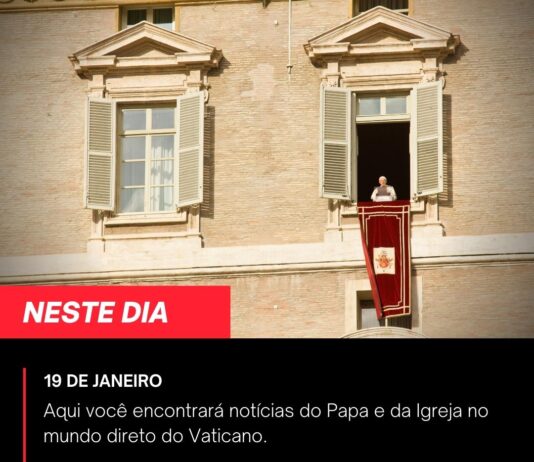 NESTE DIA
19 DE JANEIRO
Aqui você encontrará notícias do Papa e da Igreja no
mundo direto do Vaticano.